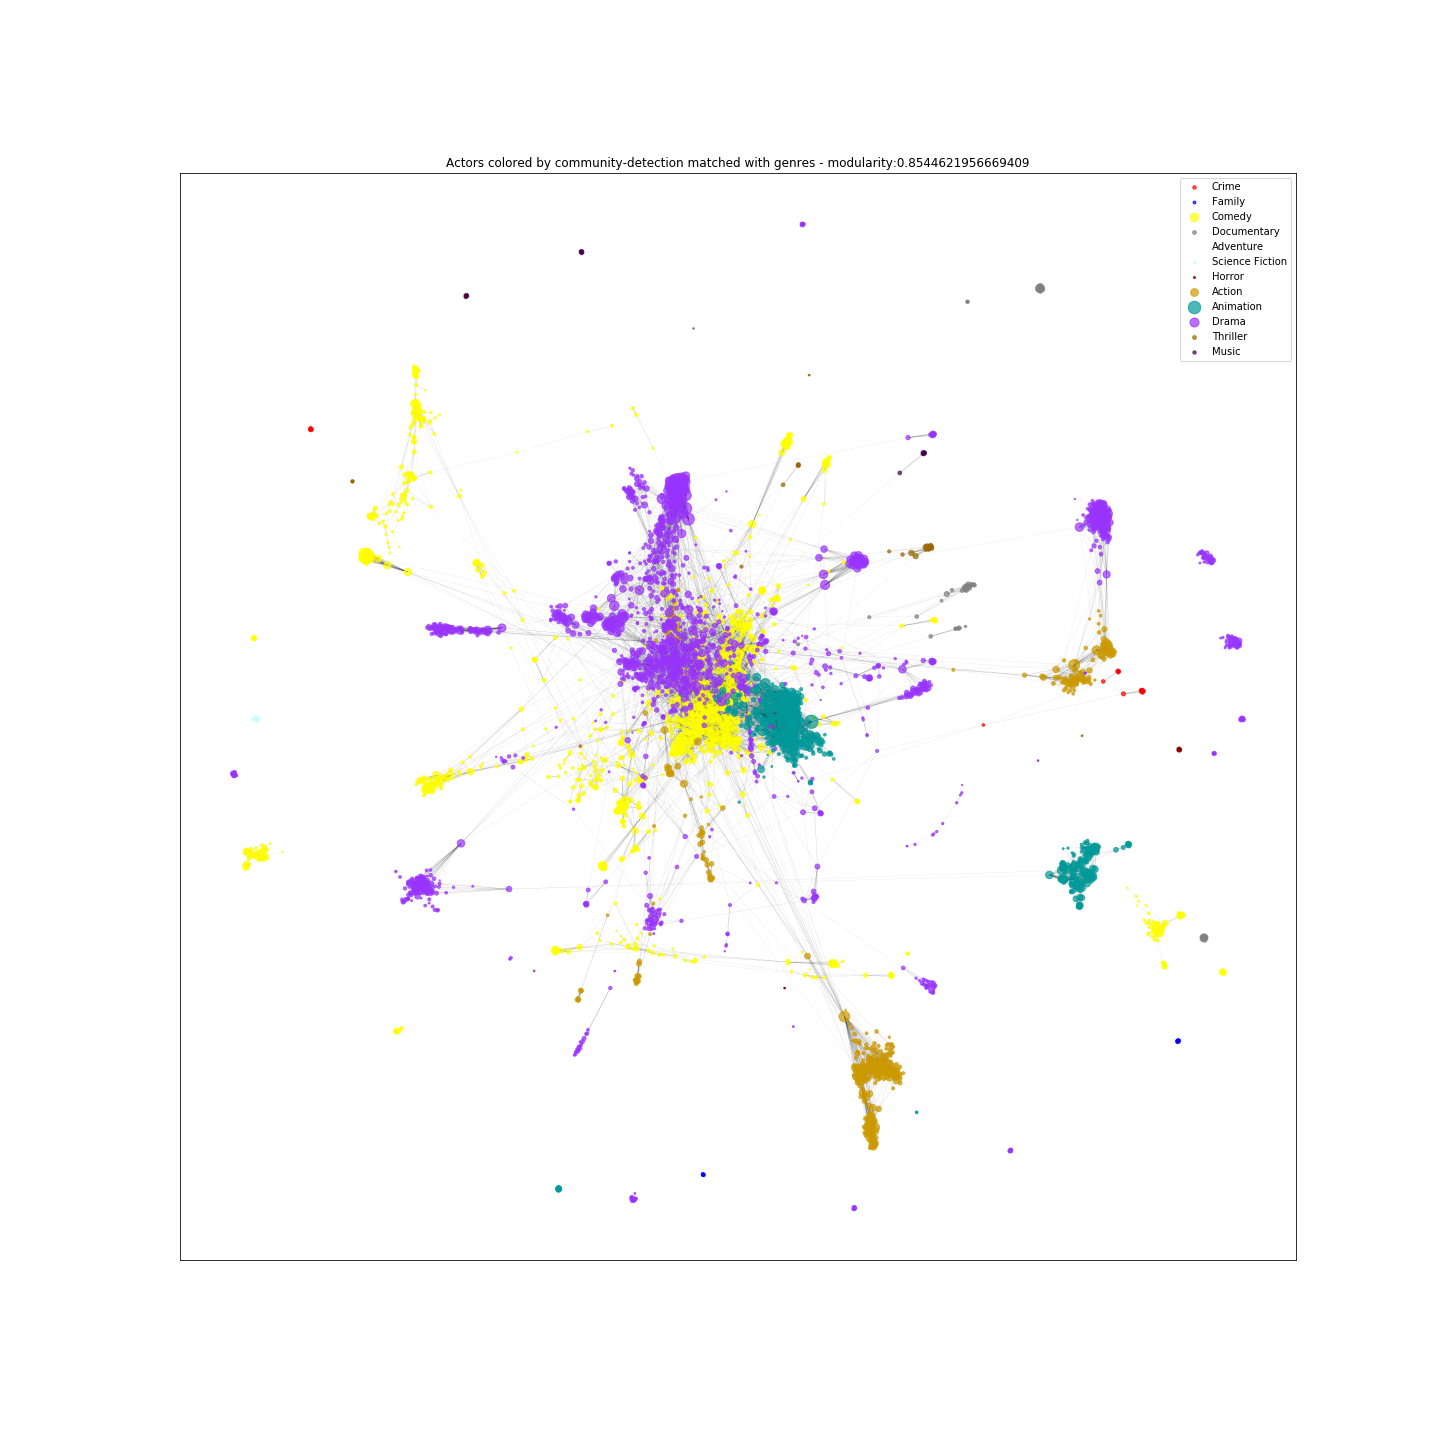 Actors colored by community-detection matched with genres - modularity:0.8544621956669409
Crime
Family
Comedy
Documentary
Adventure
Science Fiction
Horror
Action
Animation
Drama
Thriller
Music